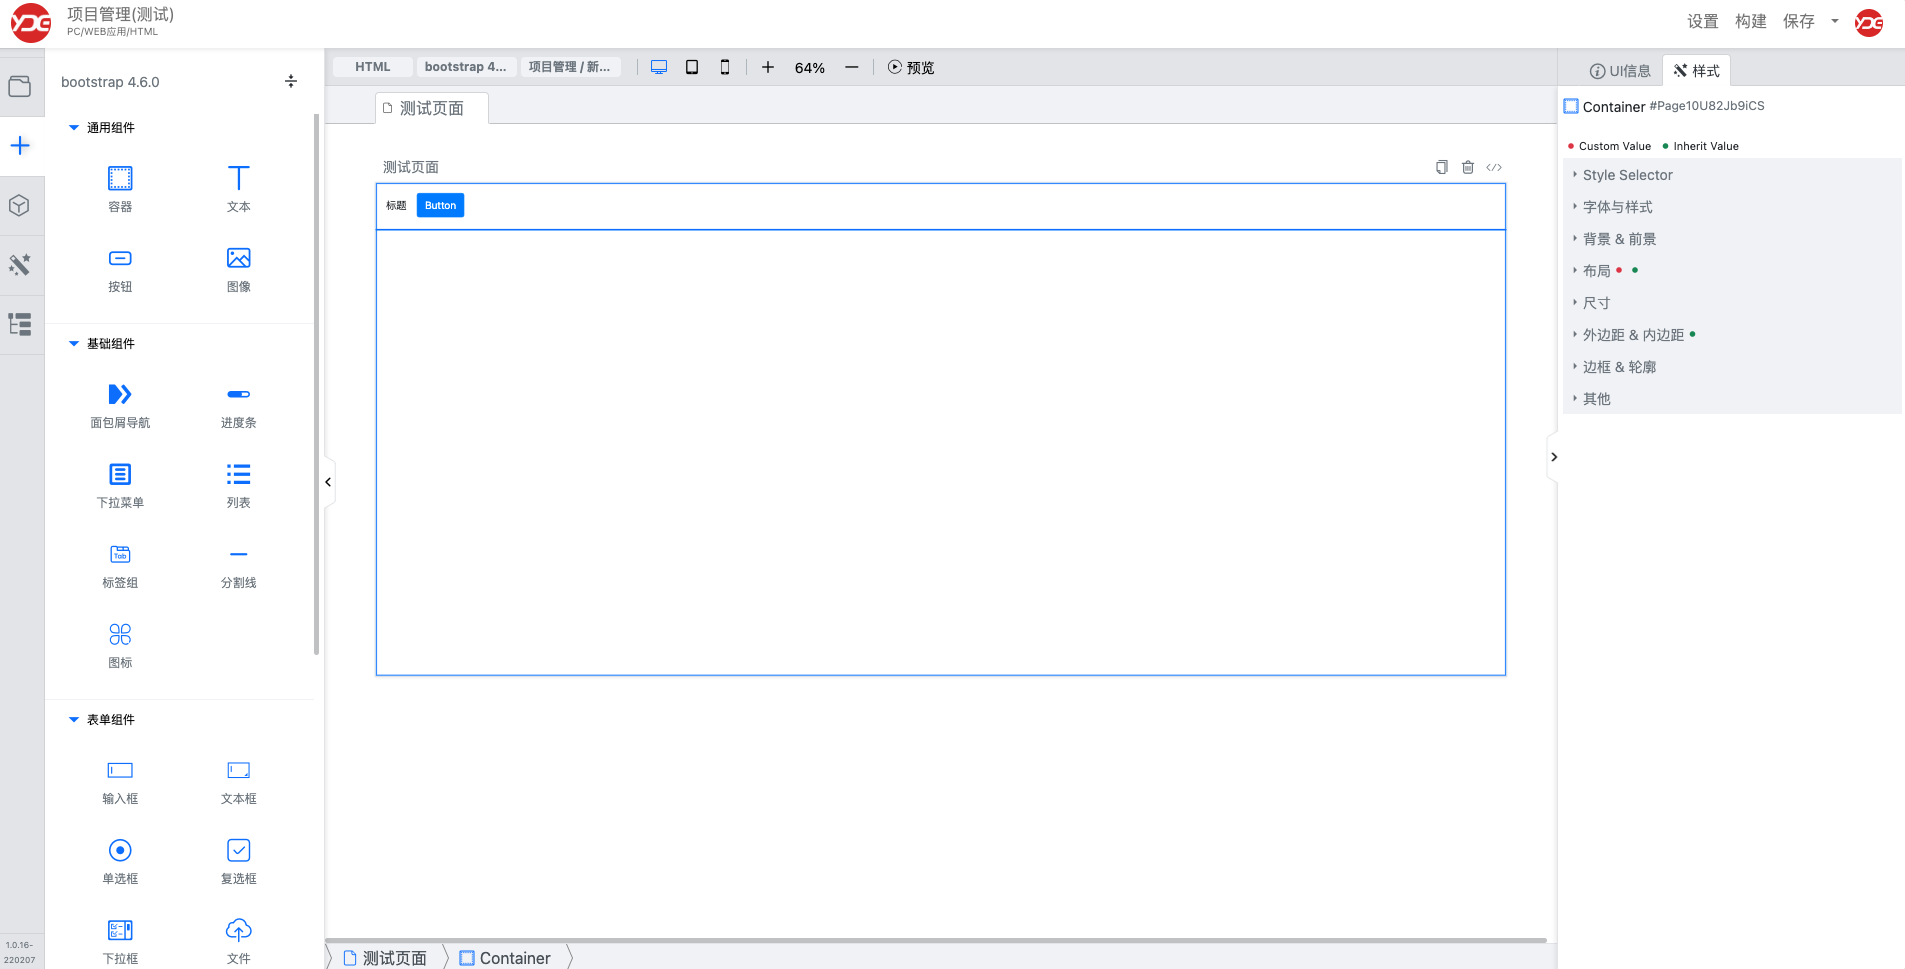 YDE
项目管理(测试)
PC/WEB应用/HTML
设置
构建
保存
YDE
bootstrap 4.6.0
通用组件
容器
文本
按钮
图像
基础组件
面包屑导航
进度条
下拉菜单
列表
Tab
标签组
分割线
图标
表单组件
输入框
文本框
单选框
复选框
下拉框
文件
1.0.16-
220207
HTML
bootstrap 4...
项目管理 / 新...
64%
预览
测试页面
测试页面
标题
Button
测试页面
Container
UI信息
样式
Container #Page10U82Jb9iCS
Custom Value
Inherit Value
Style Selector
字体与样式
背景 & 前景
布局
尺寸
外边距 & 内边距
边框 & 轮廓
其他